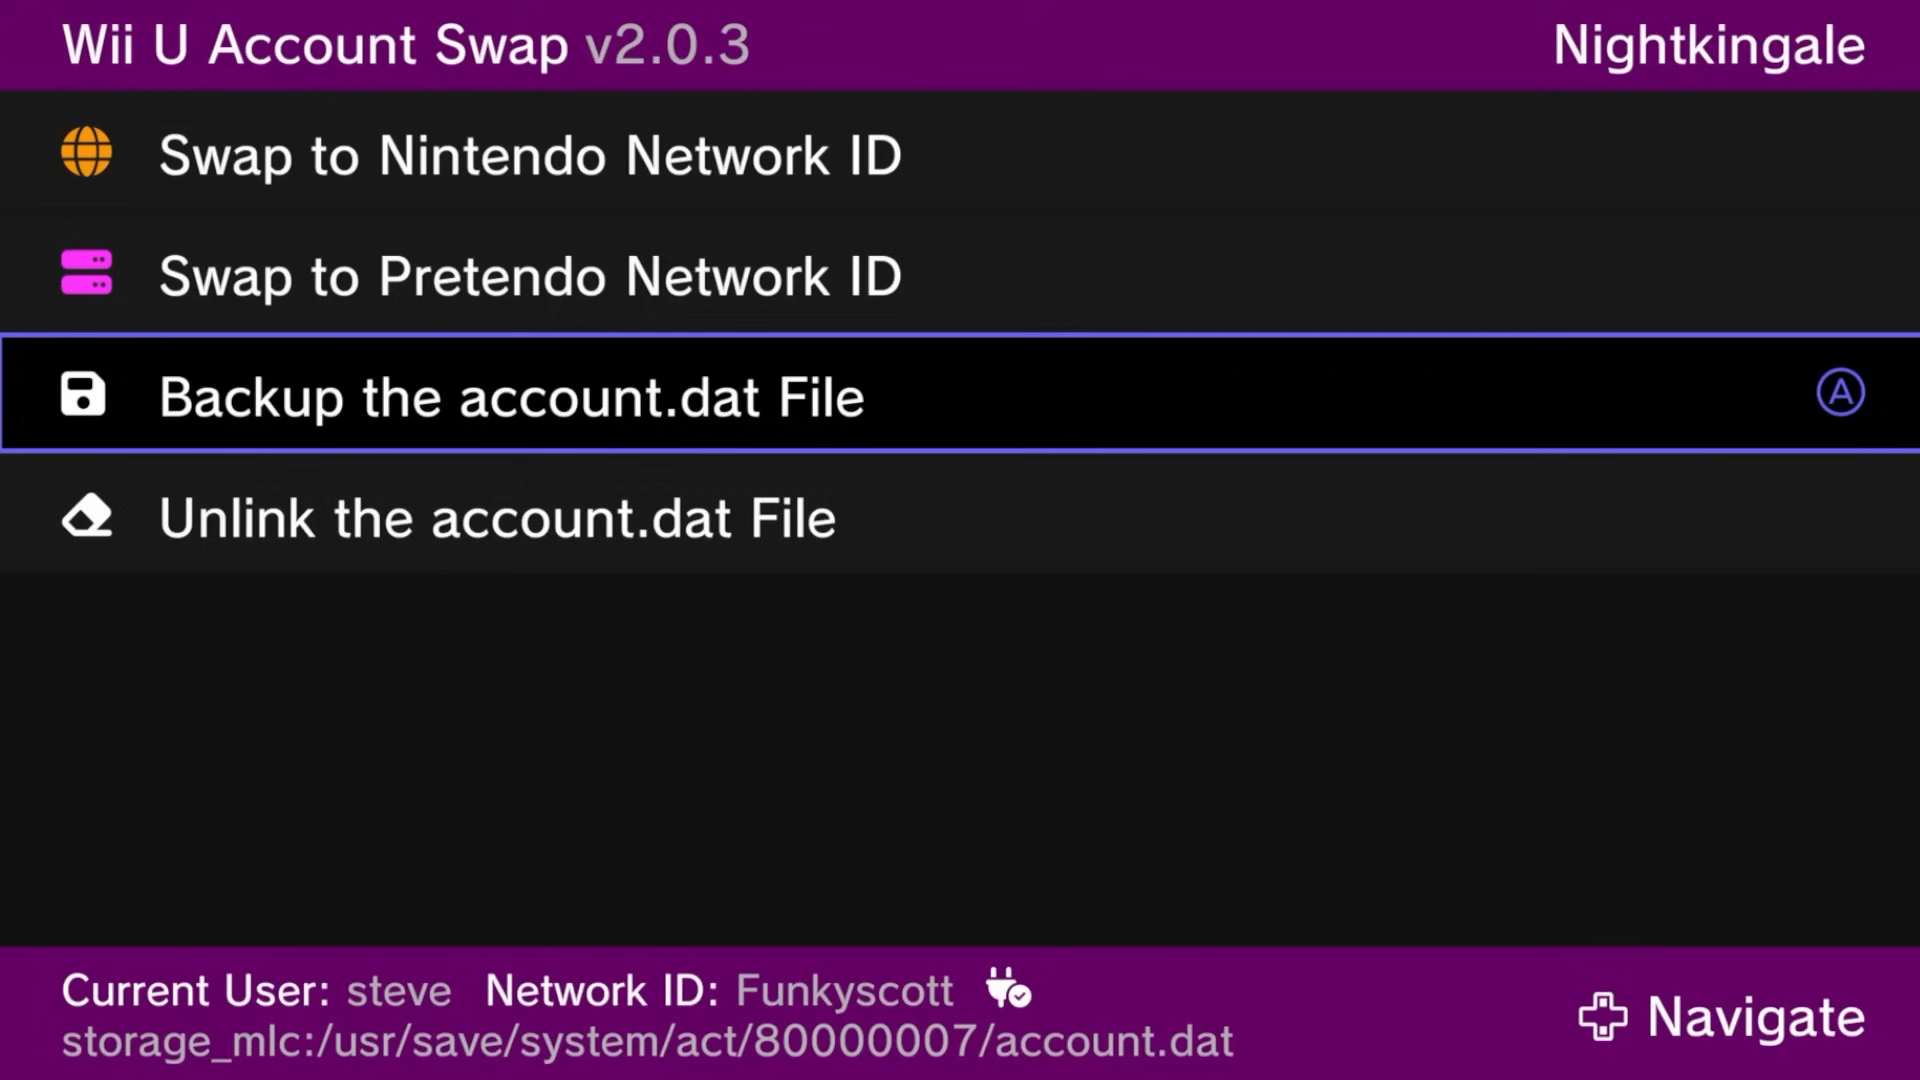 Wii U Account Swap v2.0.3
Nightkingale
Swap to Nintendo Network ID
Swap to Pretendo Network ID
Backup the account.dat File
A
Unlink the account.dat File
Current User: steve Network ID: Funkyscott
storage_mlc:/usr/save/system/act/80000007/account.dat
Navigate